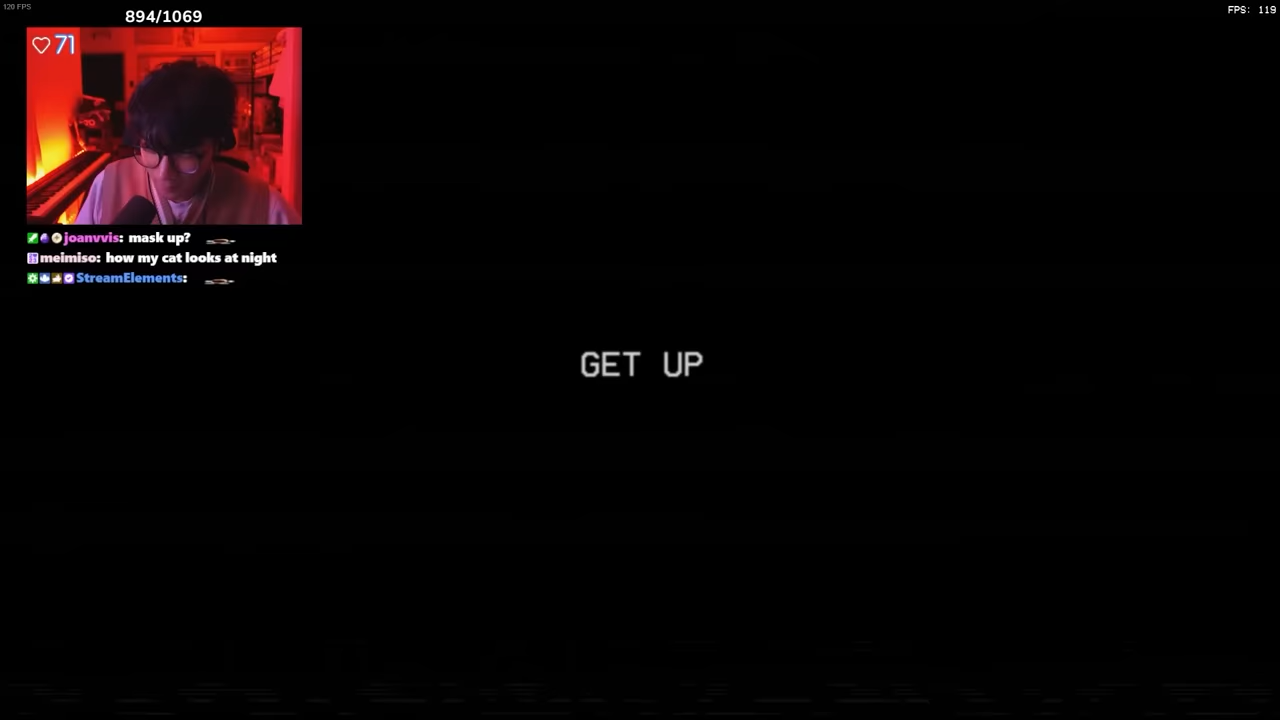 120 FPS
894/1069
FPS: 119
71
joanvvis: mask up?
meimiso: how my cat looks at night
StreamElements:
GET UP